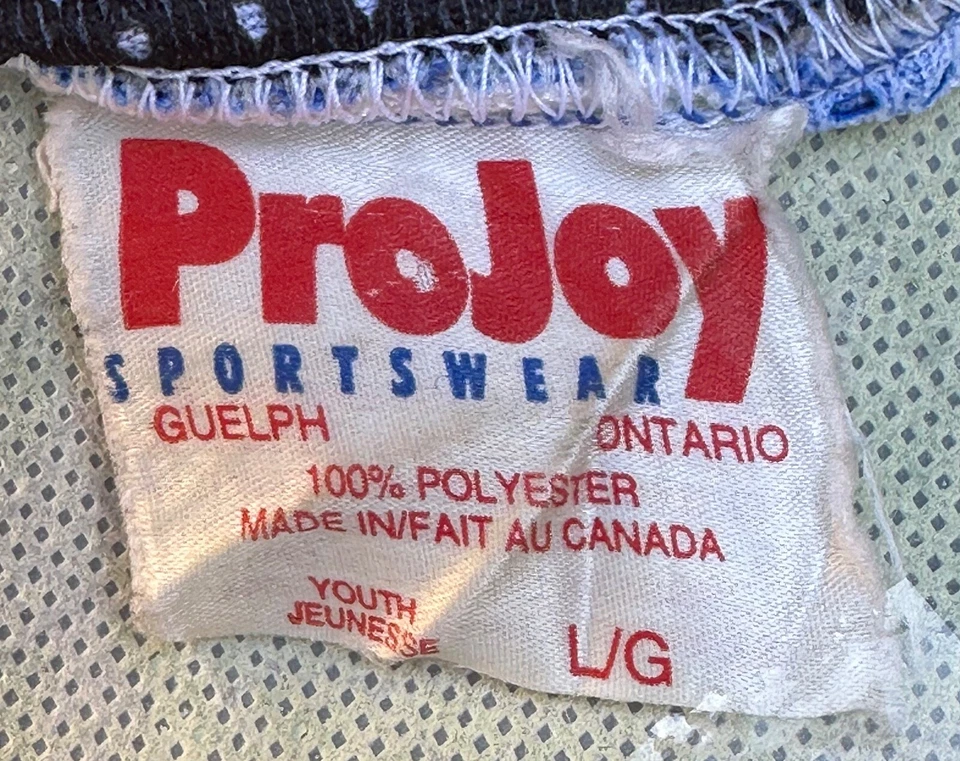 ProJoy
SPORTSWEAR
GUELPH ONTARIO
100% POLYESTER
MADE IN/FAIT AU CANADA
YOUTH
JEUNESSE
L/G